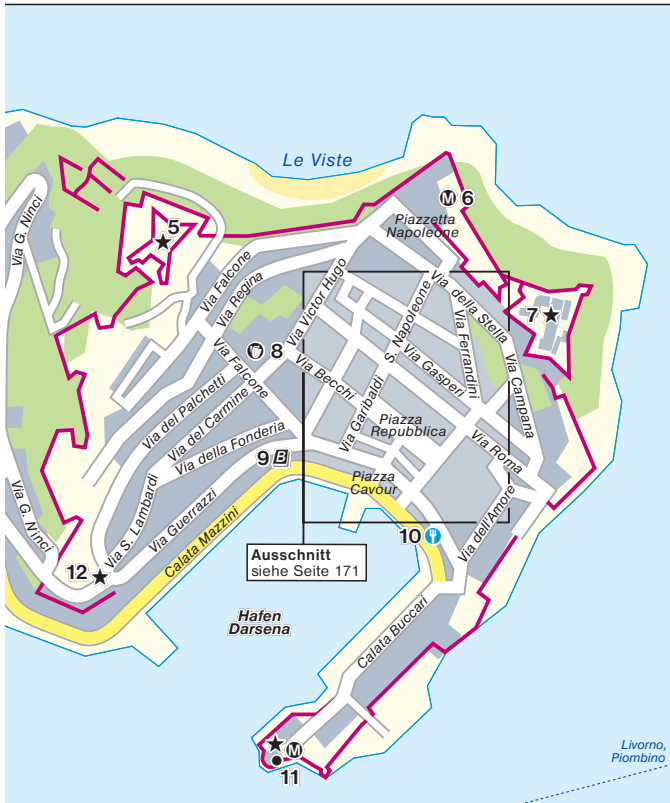 Le Viste
M 6
Piazzetta
Napoleone
Via G. Ninci
5
Via Falcone
Via Regina
Via Victor Hugo
S. Napoleone
Via della Stella
7
Via Ferrandini
Via Campana
8
Via Becchi
Via Gasperi
Via Falcone
Via del Palchetti
Via del Carmine
Via della Fonderia
Via Garibaldi
Piazza
Repubblica
Via Roma
9 B
Piazza
Cavour
Via G. Ninci
Via S. Lambardi
Via Guerrazzi
Calata Mazzini
Via dell'Amore
10
Ausschnitt
siehe Seite 171
12
Hafen
Darsena
Calata Buccari
M
11
Livorno,
Piombino